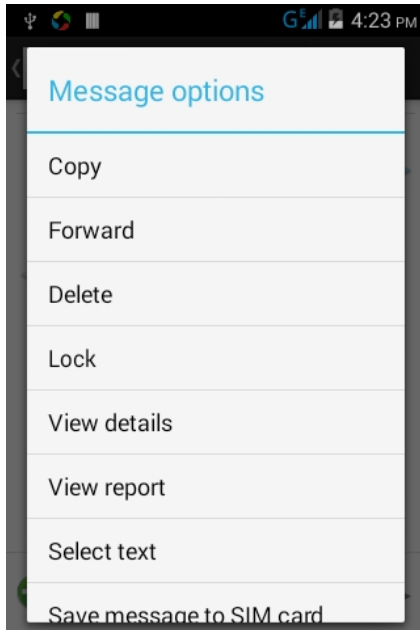 G E 4:23 PM
Message options
Copy
Forward
Delete
Lock
View details
View report
Select text
Save message to SIM card